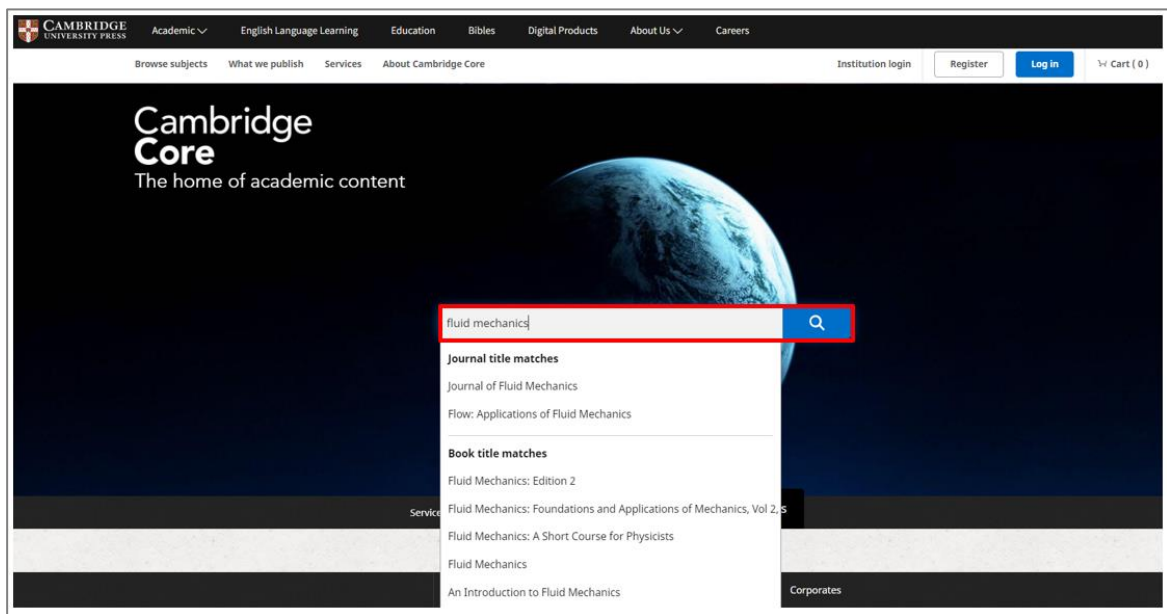 CAMBRIDGE
UNIVERSITY PRESS
Academic English Language Learning Education Bibles Digital Products About Us Careers
Browse subjects What we publish Services About Cambridge Core Institution login Register Log in Cart ( 0 )
Cambridge
Core
The home of academic content
fluid mechanics
Journal title matches
Journal of Fluid Mechanics
Flow: Applications of Fluid Mechanics
Book title matches
Fluid Mechanics: Edition 2
Service
Fluid Mechanics: Foundations and Applications of Mechanics, Vol 2,
s
Fluid Mechanics: A Short Course for Physicists
Fluid Mechanics
An Introduction to Fluid Mechanics
Corporates